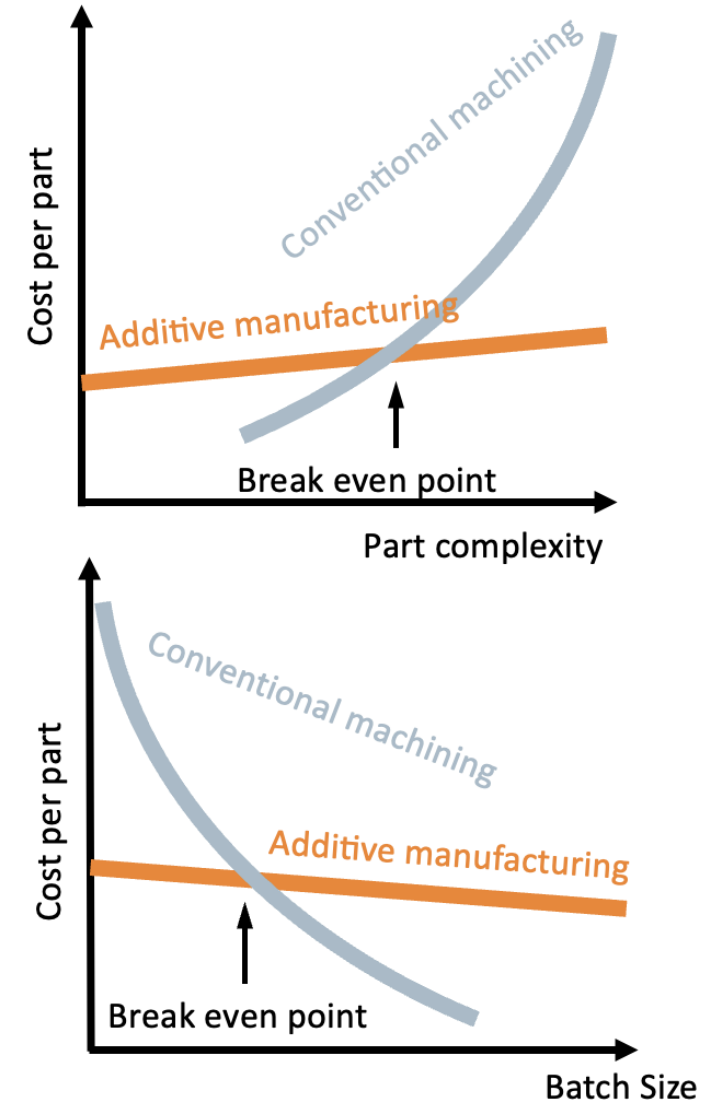 Cost per part
Conventional machining
Additive manufacturing
Break even point
Part complexity
Cost per part
Conventional machining
Additive manufacturing
Break even point
Batch Size